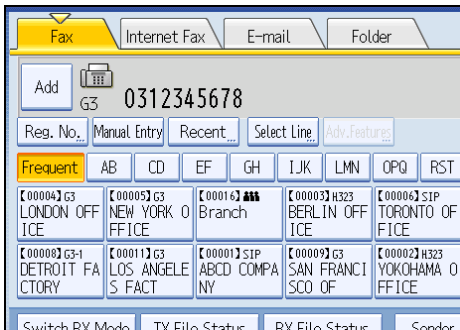 Fax Internet Fax E-mail Folder
Add G3 0312345678
Reg. No. Manual Entry Recent Select Line Adv.Features
Frequent AB CD EF GH IJK LMN OPQ RST
【00004】G3 【00005】G3 【00016】 【00003】H323 【00006】SIP
LONDON OFF NEW YORK O Branch BERLIN OFF TORONTO OF
ICE FFICE ICE FICE
【00008】G3-1 【00011】G3 【00001】SIP 【00009】G3 【00002】H323
DETROIT FA LOS ANGELE ABCD COMPA SAN FRANCI YOKOHAMA O
CTORY S FACT NY SCO OF FFICE
Switch RX Mode TX File Status RX File Status Sender